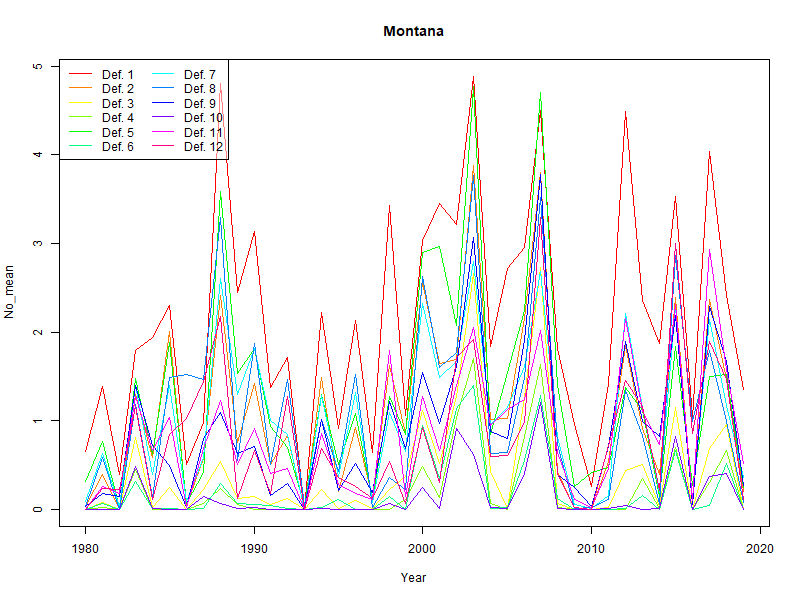 Montana
No_mean
5
4
3
2
1
0
Def. 1 Def. 7
Def. 2 Def. 8
Def. 3 Def. 9
Def. 4 Def. 10
Def. 5 Def. 11
Def. 6 Def. 12
1980 1990 2000 2010 2020
Year